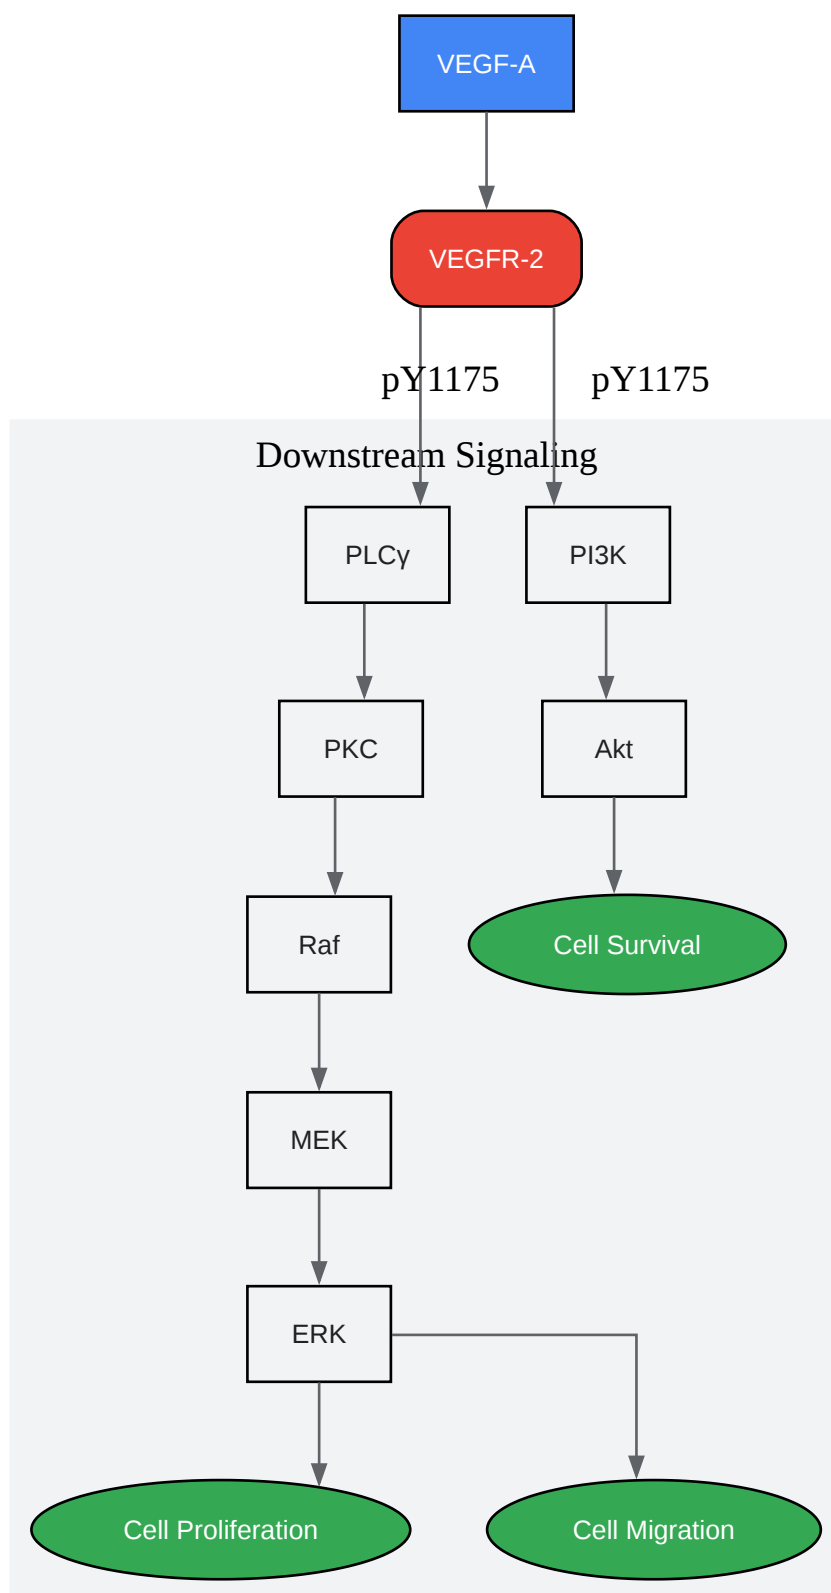 VEGF-A
VEGFR-2
pY1175
pY1175
Downstream Signaling
PLCγ
PI3K
PKC
Akt
Raf
Cell Survival
MEK
ERK
Cell Proliferation
Cell Migration